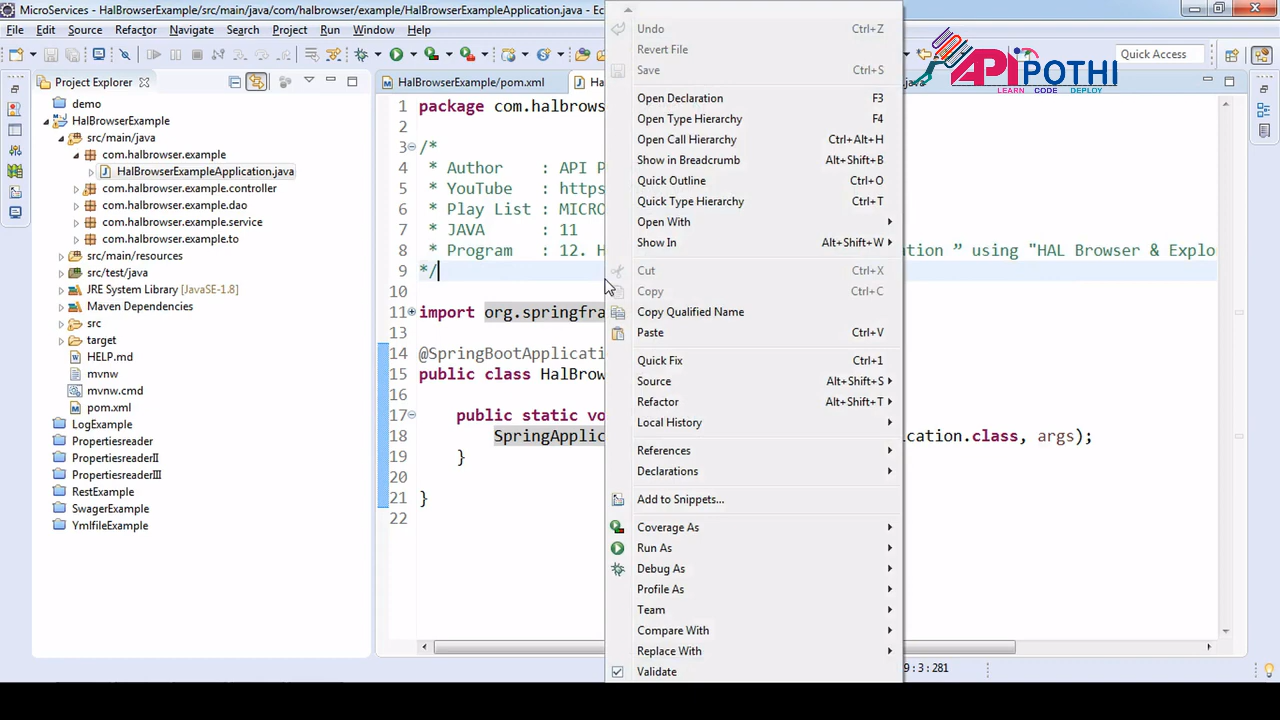 MicroServices - HalBrowserExample/src/main/java/com/halbrowser/example/HalBrowserExampleApplication.java - Ec
File Edit Source Refactor Navigate Search Project Run Window Help
Quick Access
API POTHI
LEARN CODE DEPLOY
Project Explorer
demo
HalBrowserExample
src/main/java
com.halbrowser.example
HalBrowserExampleApplication.java
com.halbrowser.example.controller
com.halbrowser.example.dao
com.halbrowser.example.service
com.halbrowser.example.to
src/main/resources
src/test/java
JRE System Library [JavaSE-1.8]
Maven Dependencies
src
target
HELP.md
mvnw
mvnw.cmd
pom.xml
LogExample
Propertiesreader
PropertiesreaderII
PropertiesreaderIII
RestExample
SwagerExample
YmlfileExample
HalBrowserExample/pom.xml
Ha
1 package com.halbrows
2
3 /*
4 * Author : API P
5 * YouTube : https
6 * Play List : MICRO
7 * JAVA : 11
8 * Program : 12. H ation ” using "HAL Browser & Explo
9 */
10
11 import org.springfra
13
14 @SpringBootApplicati
15 public class HalBrow
16
17 public static vo
18 SpringApplic ication.class, args);
19 }
20
21 }
22
Undo Ctrl+Z
Revert File
Save Ctrl+S
Open Declaration F3
Open Type Hierarchy F4
Open Call Hierarchy Ctrl+Alt+H
Show in Breadcrumb Alt+Shift+B
Quick Outline Ctrl+O
Quick Type Hierarchy Ctrl+T
Open With
Show In Alt+Shift+W
Cut Ctrl+X
Copy Ctrl+C
Copy Qualified Name
Paste Ctrl+V
Quick Fix Ctrl+1
Source Alt+Shift+S
Refactor Alt+Shift+T
Local History
References
Declarations
Add to Snippets...
Coverage As
Run As
Debug As
Profile As
Team
Compare With
Replace With
Validate
9:3:281